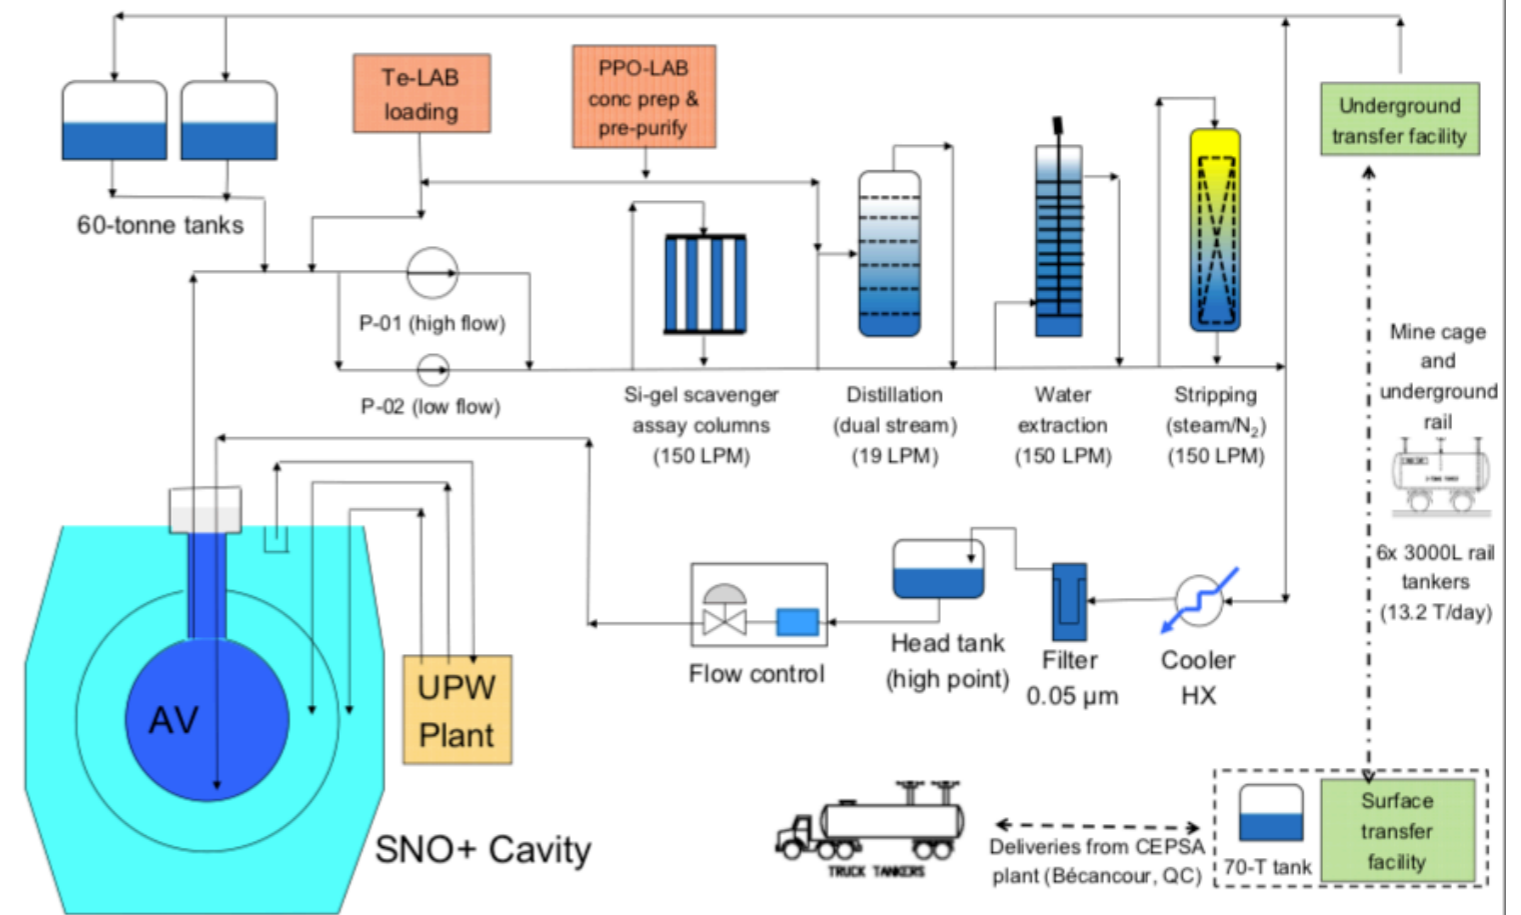 Te-LAB
loading
PPO-LAB
conc prep &
pre-purify
Underground
transfer facility
60-tonne tanks
P-01 (high flow)
P-02 (low flow)
Si-gel scavenger
assay columns
(150 LPM)
Distillation
(dual stream)
(19 LPM)
Water
extraction
(150 LPM)
Stripping
(steam/N₂)
(150 LPM)
Mine cage
and
underground
rail
6x 3000L rail
tankers
(13.2 T/day)
Flow control
Head tank
(high point)
Filter
0.05 µm
Cooler
HX
AV
UPW
Plant
SNO+ Cavity
TRUCK TANKERS
Deliveries from CEPSA
plant (Bécancour, QC)
70-T tank
Surface
transfer
facility